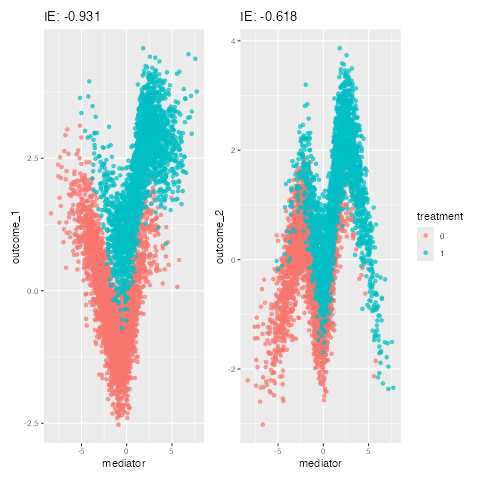 IE: -0.931
IE: -0.618
outcome_1
2.5
0.0
-2.5
-5
0
5
mediator
outcome_2
4
2
0
-2
-5
0
5
mediator
treatment
0
1